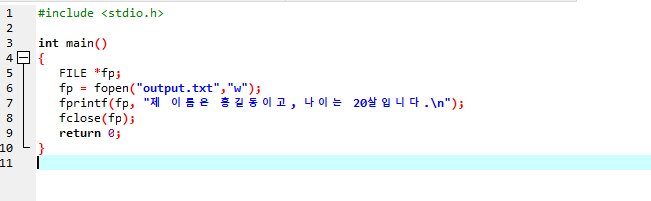 1 #include <stdio.h>
2
3 int main()
4 {
5 FILE *fp;
6 fp = fopen("output.txt","w");
7 fprintf(fp, "제 이름은 홍길동이고, 나이는 20살입니다.\n");
8 fclose(fp);
9 return 0;
10 }
11